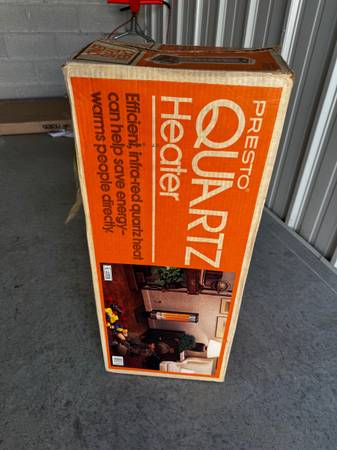 PRESTO®
QUARTZ
Heater
Efficient, infra-red quartz heat
can help save energy–
warms people directly.